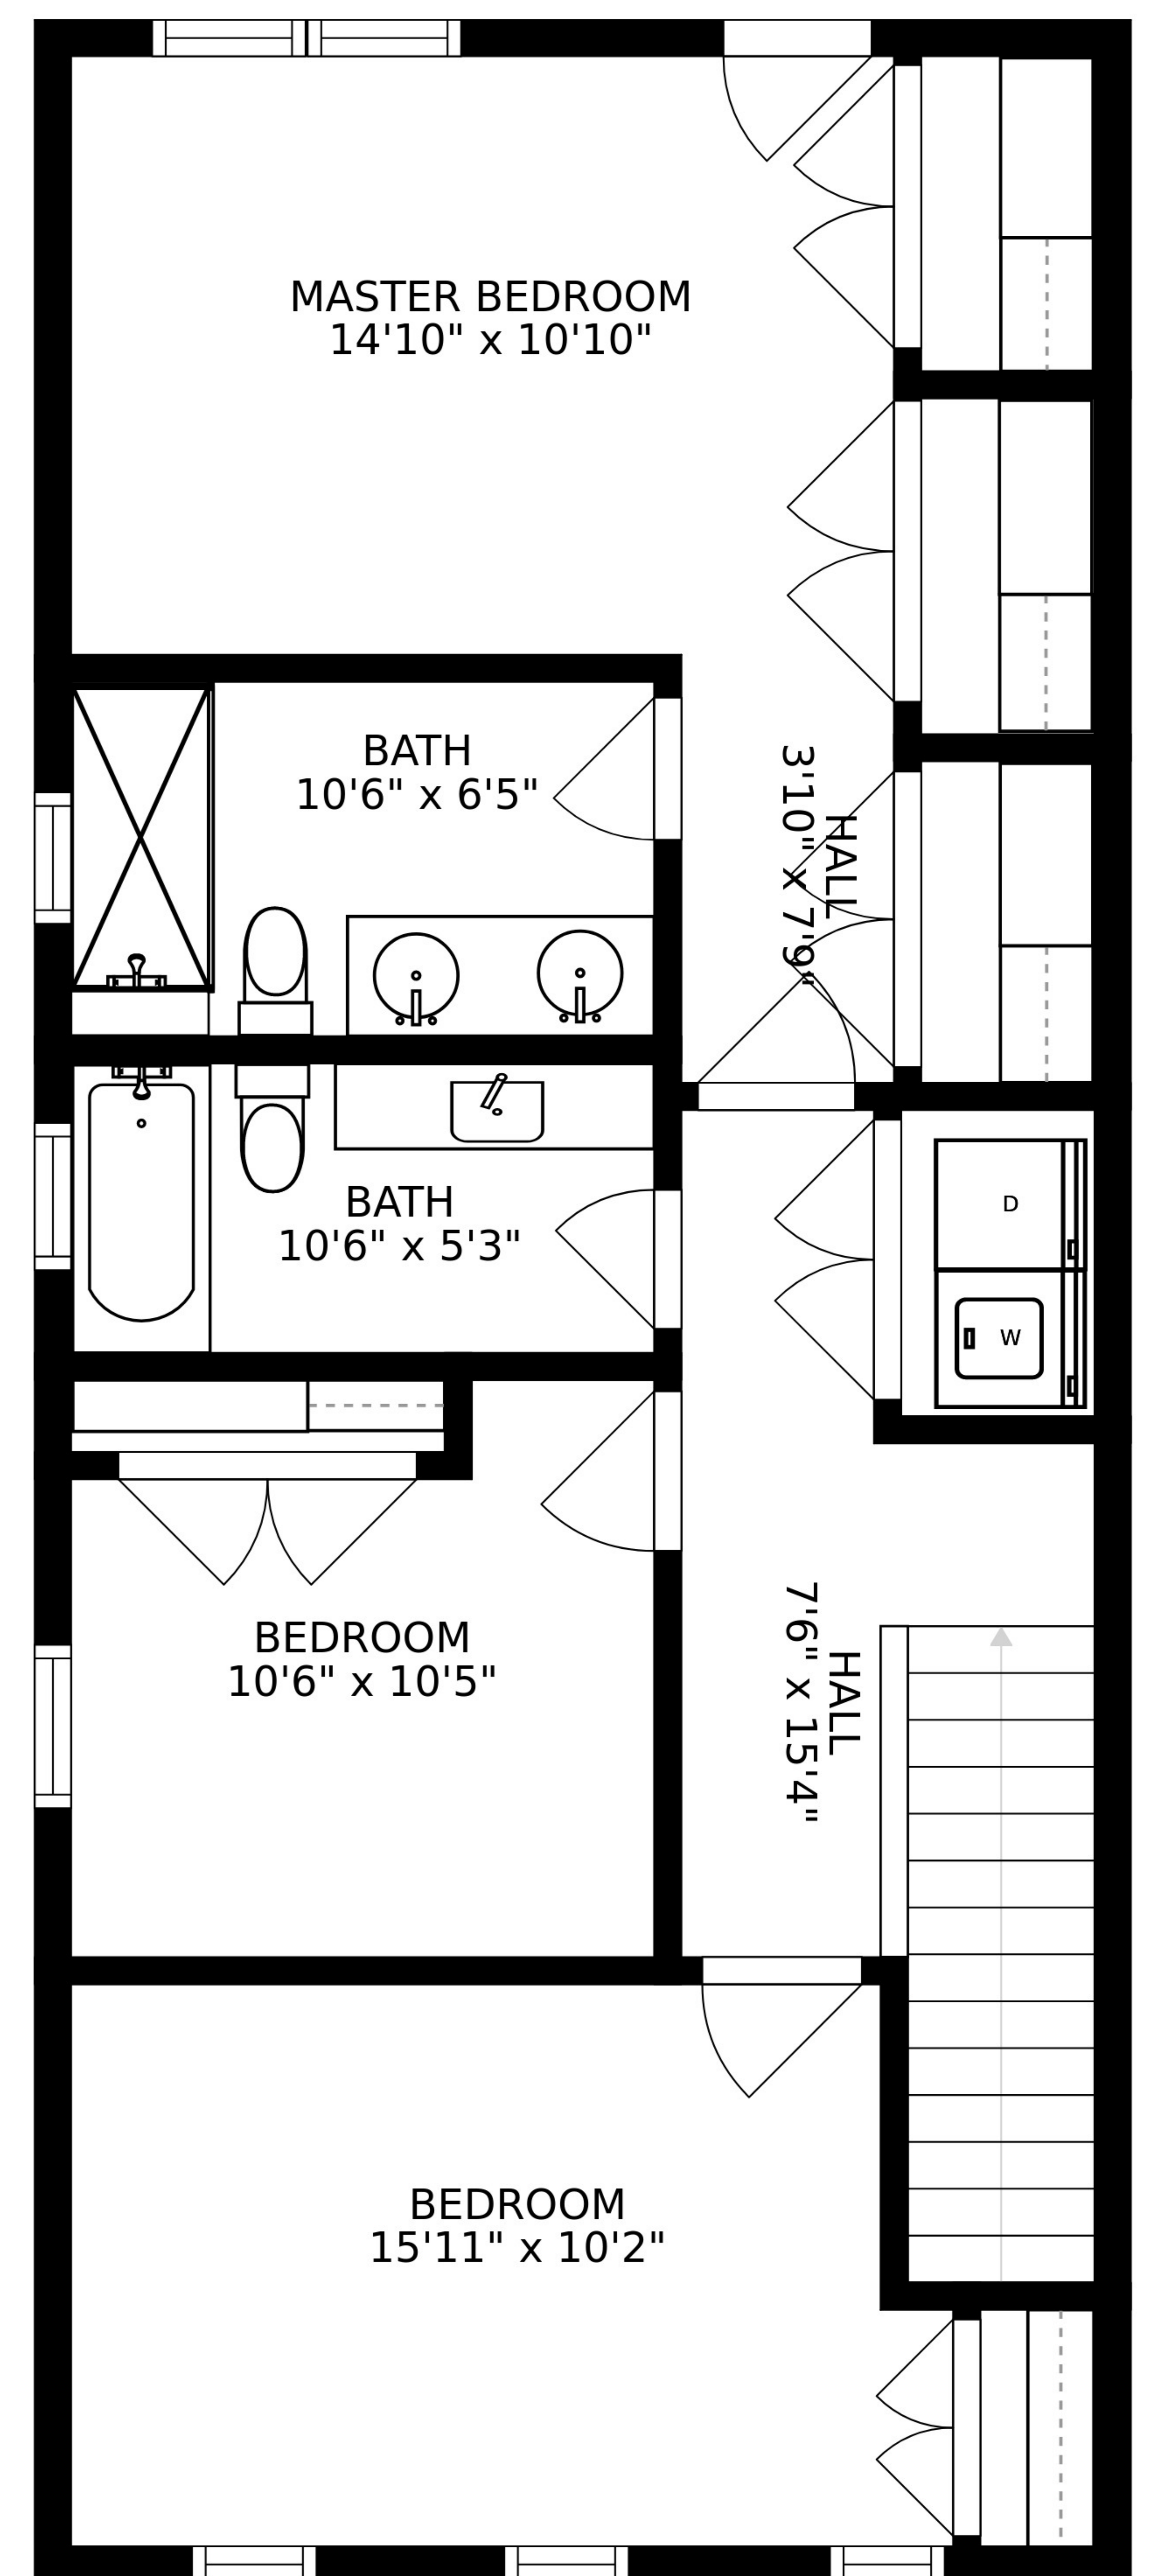 MASTER BEDROOM
14'10" x 10'10"
BATH
10'6" x 6'5"
HALL
3'10" x 7'9"
BATH
10'6" x 5'3"
D
W
BEDROOM
10'6" x 10'5"
HALL
7'6" x 15'4"
BEDROOM
15'11" x 10'2"